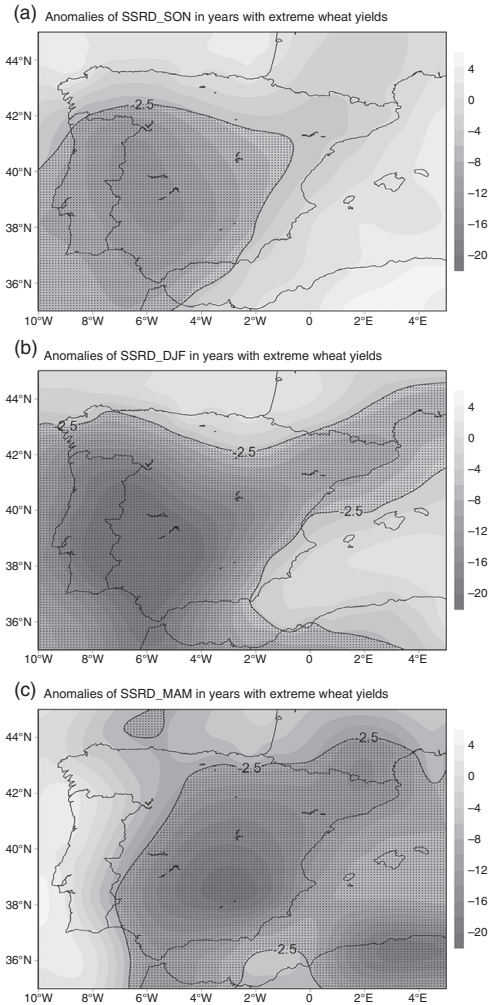 (a) Anomalies of SSRD_SON in years with extreme wheat yields
44°N
42°N
40°N
38°N
36°N
-2.5
10°W 8°W 6°W 4°W 2°W 0 2°E 4°E
4
0
−4
−8
−12
−16
−20
(b) Anomalies of SSRD_DJF in years with extreme wheat yields
44°N
42°N
40°N
38°N
36°N
-2.5
-2.5
-2.5
10°W 8°W 6°W 4°W 2°W 0 2°E 4°E
4
0
−4
−8
−12
−16
−20
(c) Anomalies of SSRD_MAM in years with extreme wheat yields
44°N
42°N
40°N
38°N
36°N
-2.5
-2.5
-2.5
10°W 8°W 6°W 4°W 2°W 0 2°E 4°E
4
0
−4
−8
−12
−16
−20